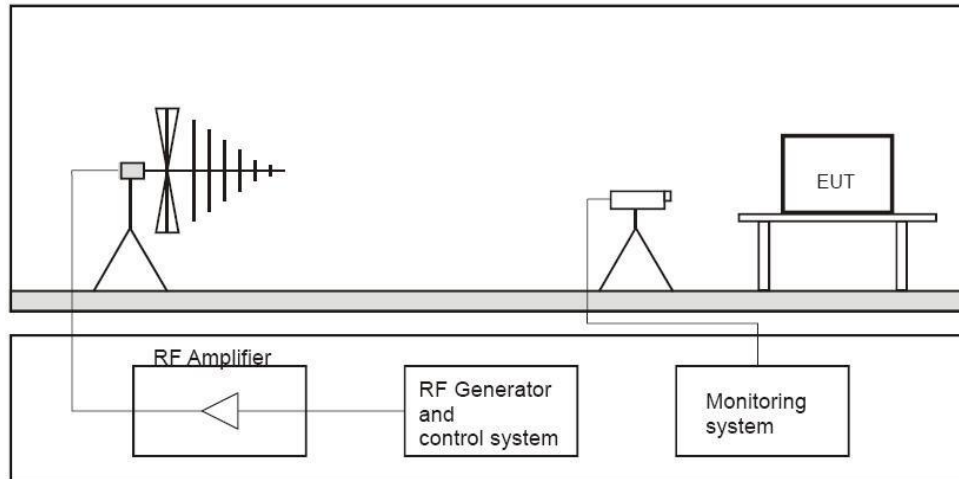 EUT
RF Amplifier
RF Generator
and
control system
Monitoring
system